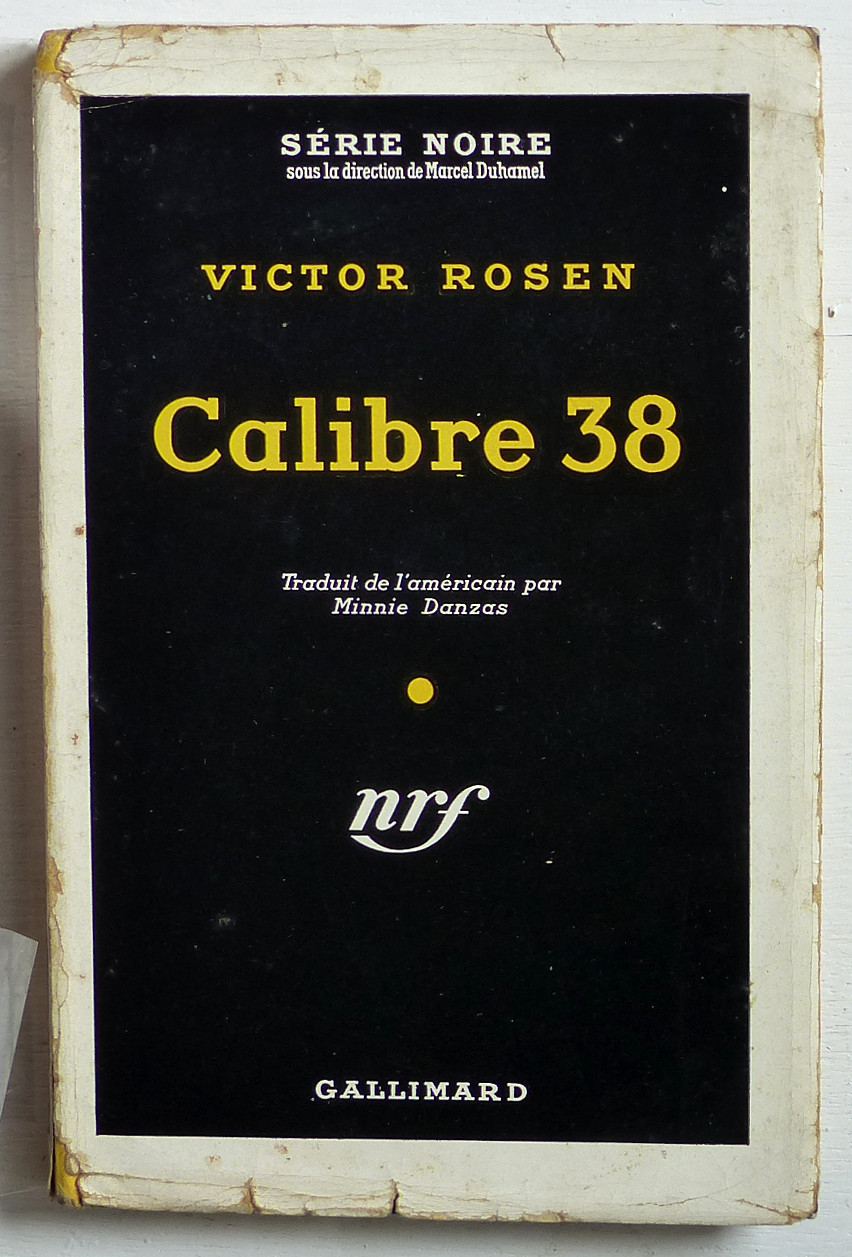 SÉRIE NOIRE
sous la direction de Marcel Duhamel
VICTOR ROSEN
Calibre 38
Traduit de l'américain par
Minnie Danzas
nrf
GALLIMARD